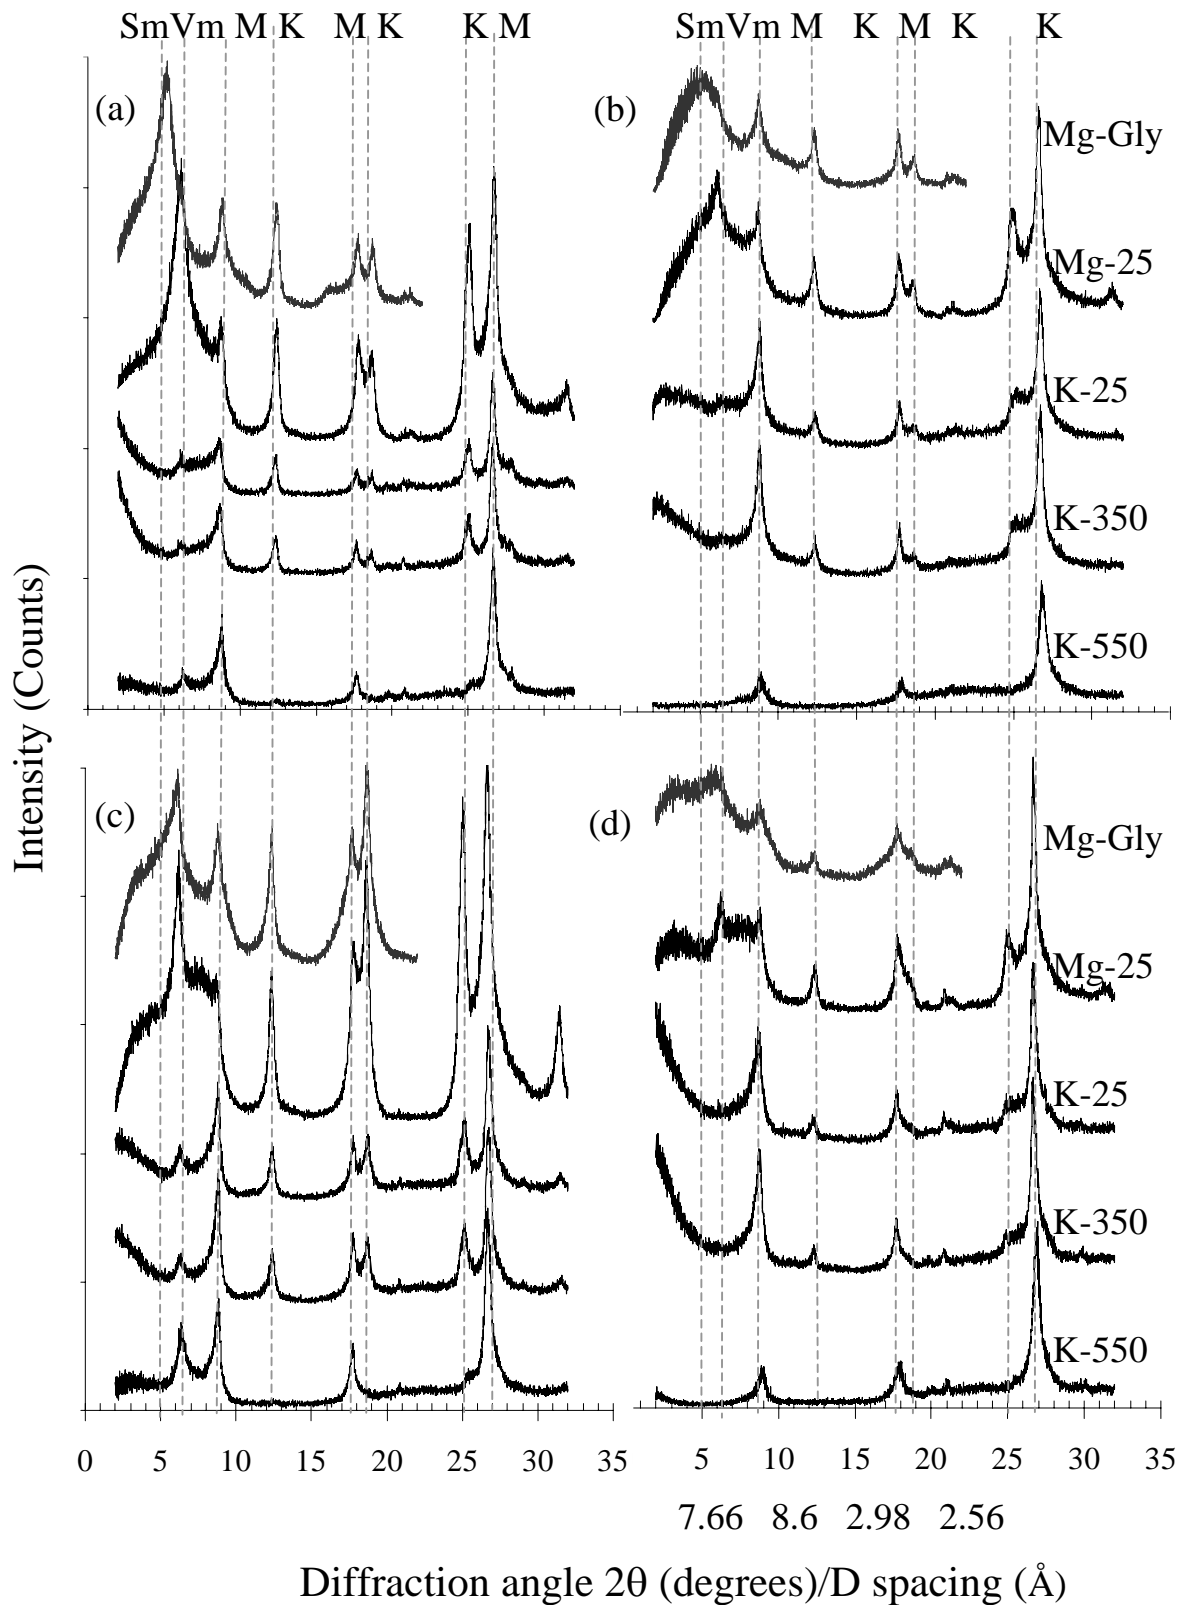 SmVm M K M K K M
SmVm M K M K K
(a)
(b)
Mg-Gly
Mg-25
K-25
K-350
K-550
Intensity (Counts)
(c)
(d)
Mg-Gly
Mg-25
K-25
K-350
K-550
0 5 10 15 20 25 30 35
5 10 15 20 25 30 35
7.66 8.6 2.98 2.56
Diffraction angle 2θ (degrees)/D spacing (Å)